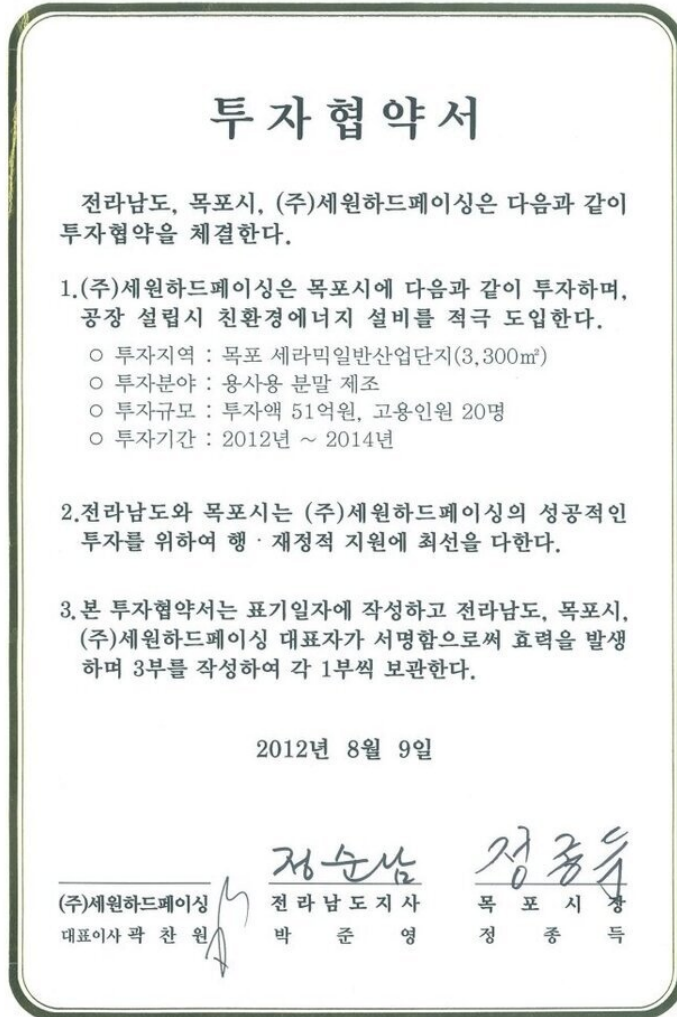 투자협약서
전라남도, 목포시, (주)세원하드페이싱은 다음과 같이
투자협약을 체결한다.
1.(주)세원하드페이싱은 목포시에 다음과 같이 투자하며,
공장 설립시 친환경에너지 설비를 적극 도입한다.
○ 투자지역 : 목포 세라믹일반산업단지(3,300㎡)
○ 투자분야 : 용사용 분말 제조
○ 투자규모 : 투자액 51억원, 고용인원 20명
○ 투자기간 : 2012년 ~ 2014년
2.전라남도와 목포시는 (주)세원하드페이싱의 성공적인
투자를 위하여 행·재정적 지원에 최선을 다한다.
3.본 투자협약서는 표기일자에 작성하고 전라남도, 목포시,
(주)세원하드페이싱 대표자가 서명함으로써 효력을 발생
하며 3부를 작성하여 각 1부씩 보관한다.
2012년 8월 9일
정순남 정종득
(주)세원하드페이싱 전라남도지사 목포시장
대표이사 곽찬원 박준영 정종득